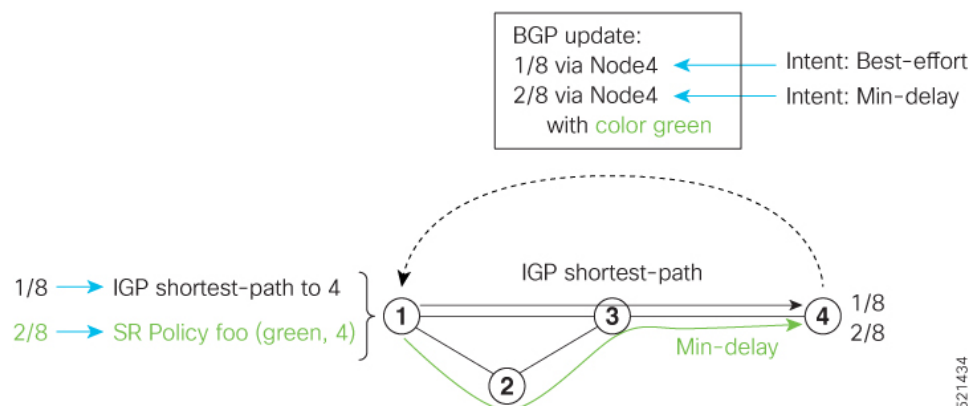 BGP update:
1/8 via Node4
Intent: Best-effort
2/8 via Node4
Intent: Min-delay
with color green
IGP shortest-path
1/8
IGP shortest-path to 4
2/8
SR Policy foo (green, 4)
1
3
4
1/8
2/8
Min-delay
2
521434